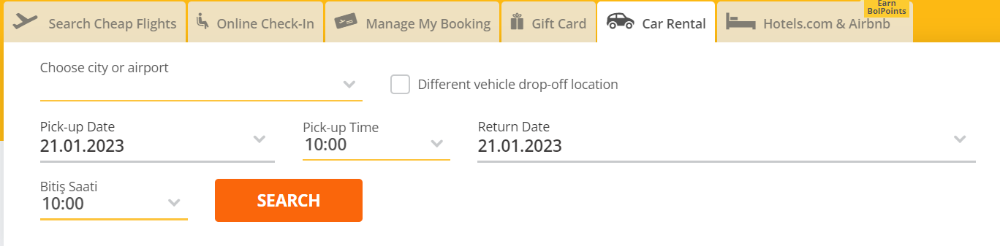 Search Cheap Flights
Online Check-In
Manage My Booking
Gift Card
Car Rental
Earn
BolPoints
Hotels.com & Airbnb
Choose city or airport
Different vehicle drop-off location
Pick-up Date
21.01.2023
Pick-up Time
10:00
Return Date
21.01.2023
Bitiş Saati
10:00
SEARCH